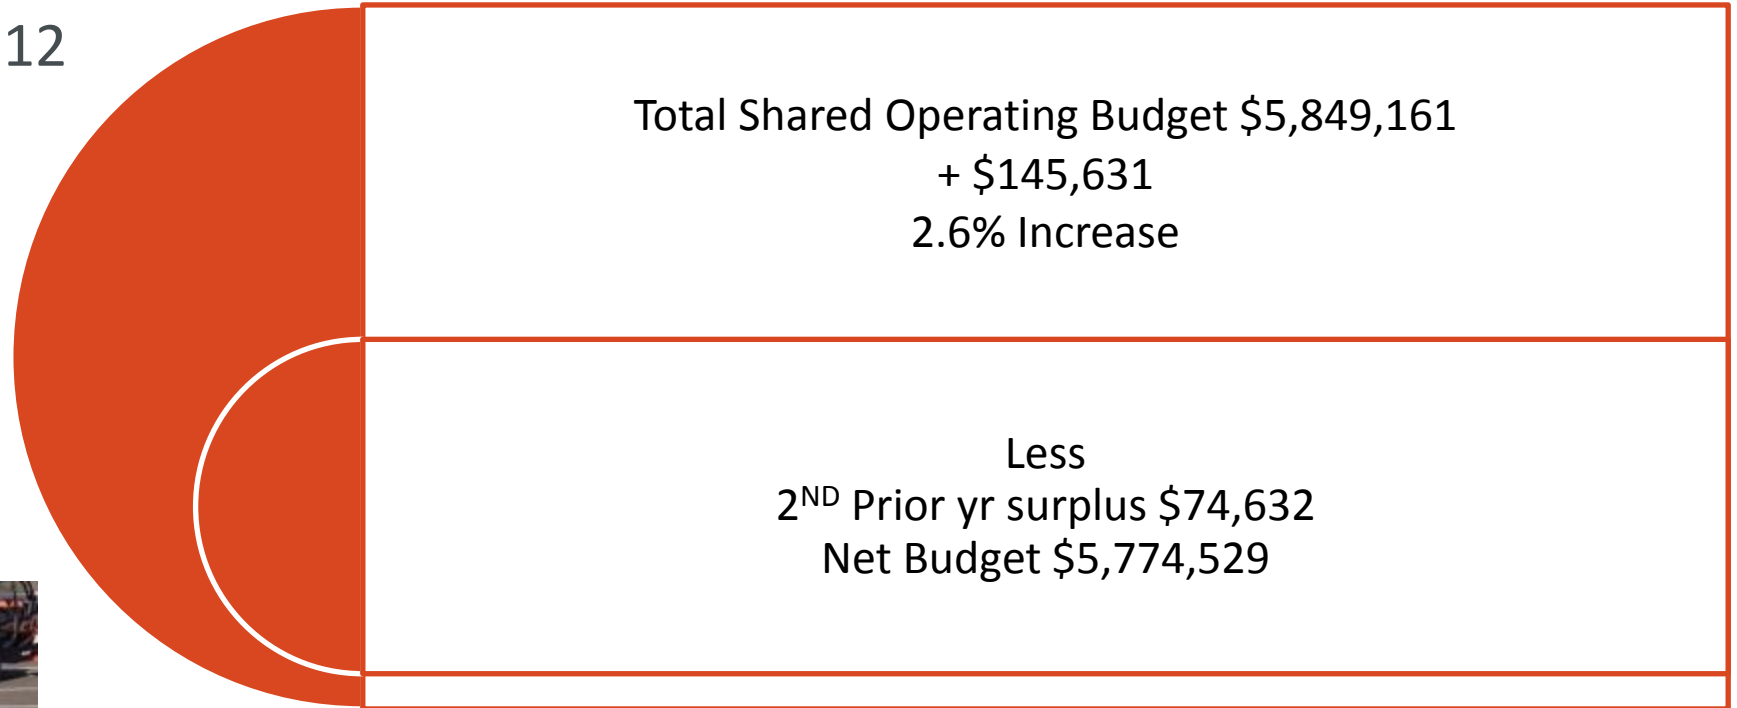 12
Total Shared Operating Budget $5,849,161
+ $145,631
2.6% Increase
Less
2ND Prior yr surplus $74,632
Net Budget $5,774,529